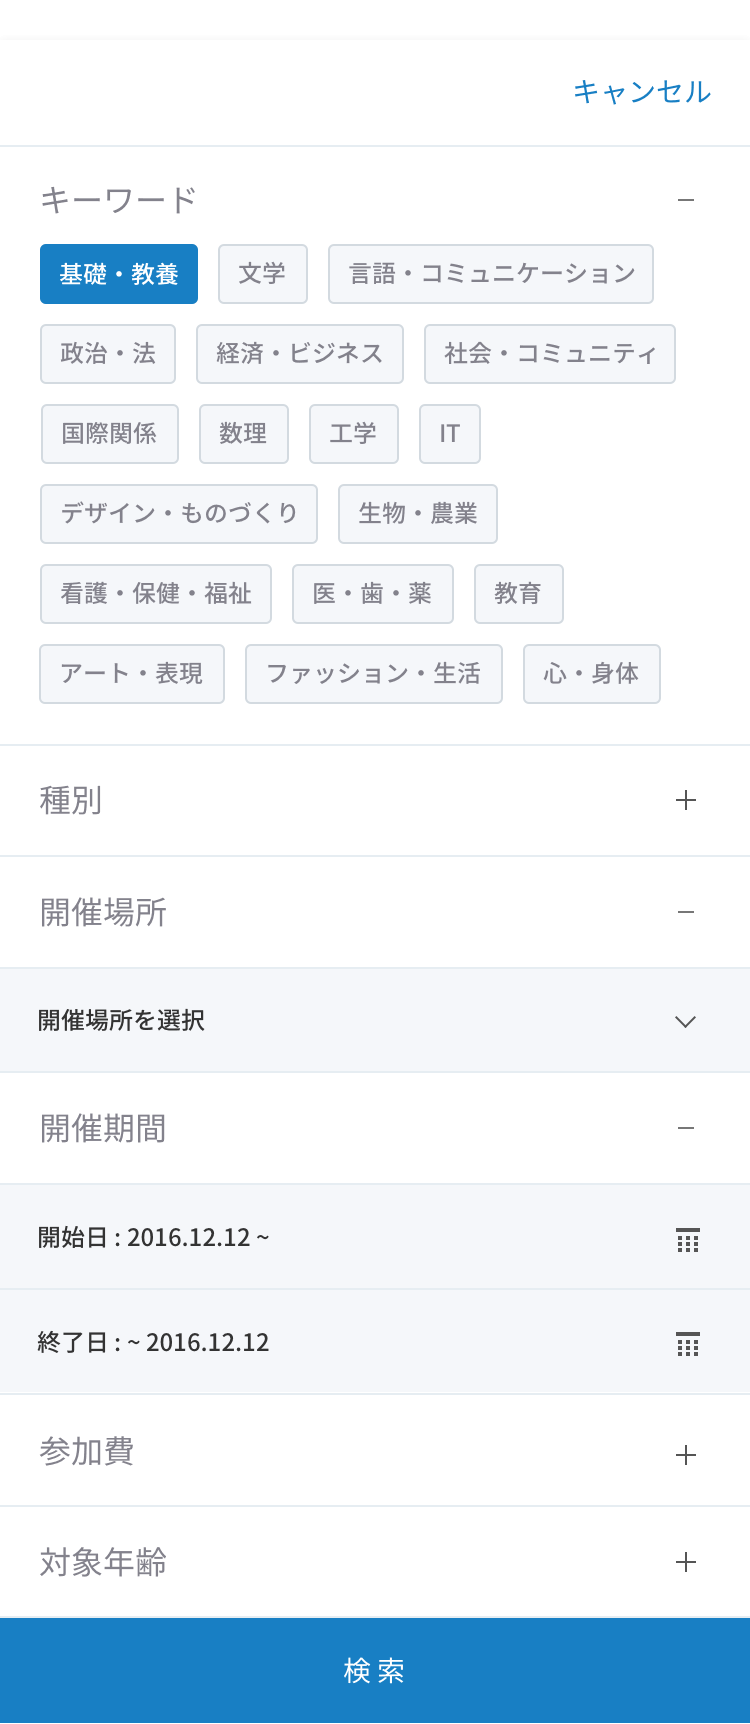 キャンセル
キーワード
基礎・教養 文学 言語・コミュニケーション
政治・法 経済・ビジネス 社会・コミュニティ
国際関係 数理 工学 IT
デザイン・ものづくり 生物・農業
看護・保健・福祉 医・歯・薬 教育
アート・表現 ファッション・生活 心・身体
種別
開催場所
開催場所を選択
開催期間
開始日 : 2016.12.12 ~
終了日 : ~ 2016.12.12
参加費
対象年齢
検 索